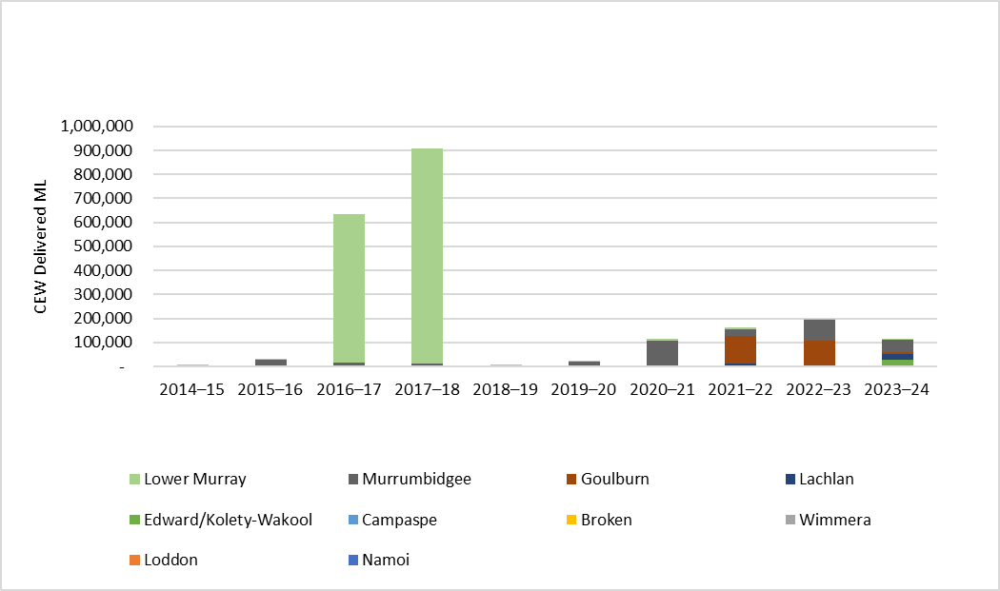 CEW Delivered ML
1,000,000
900,000
800,000
700,000
600,000
500,000
400,000
300,000
200,000
100,000
-
2014–15 2015–16 2016–17 2017–18 2018–19 2019–20 2020–21 2021–22 2022–23 2023–24
Lower Murray Murrumbidgee Goulburn Lachlan
Edward/Kolety-Wakool Campaspe Broken Wimmera
Loddon Namoi